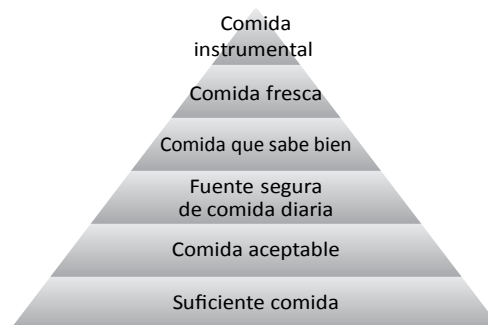 Comida
instrumental
Comida fresca
Comida que sabe bien
Fuente segura
de comida diaria
Comida aceptable
Suficiente comida